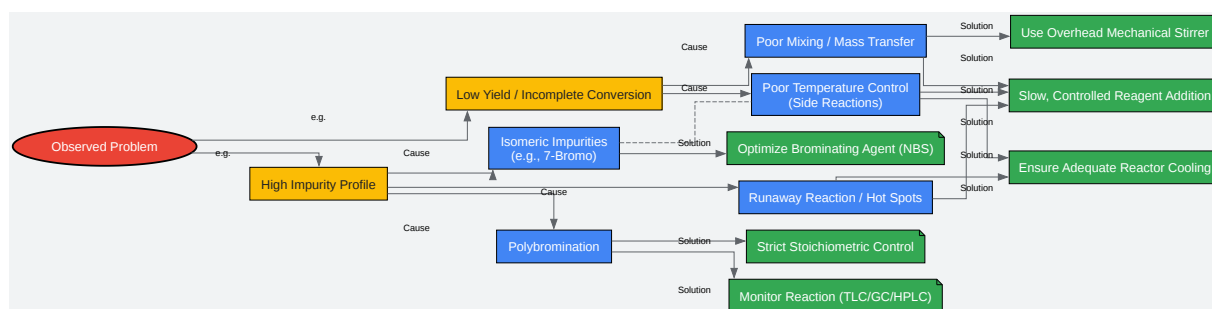 Observed Problem
e.g.
e.g.
Low Yield / Incomplete Conversion
High Impurity Profile
Cause
Cause
Cause
Cause
Cause
Poor Mixing / Mass Transfer
Poor Temperature Control
(Side Reactions)
Isomeric Impurities
(e.g., 7-Bromo)
Runaway Reaction / Hot Spots
Polybromination
Solution
Solution
Solution
Solution
Solution
Solution
Solution
Solution
Solution
Use Overhead Mechanical Stirrer
Slow, Controlled Reagent Addition
Ensure Adequate Reactor Cooling
Optimize Brominating Agent (NBS)
Strict Stoichiometric Control
Monitor Reaction (TLC/GC/HPLC)